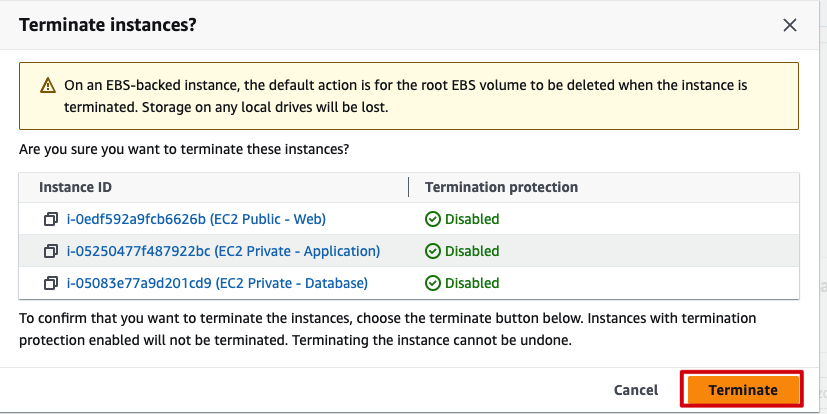 Terminate instances?
On an EBS-backed instance, the default action is for the root EBS volume to be deleted when the instance is
terminated. Storage on any local drives will be lost.
Are you sure you want to terminate these instances?
Instance ID Termination protection
i-0edf592a9fcb6626b (EC2 Public - Web) Disabled
i-05250477f487922bc (EC2 Private - Application) Disabled
i-05083e77a9d201cd9 (EC2 Private - Database) Disabled
To confirm that you want to terminate the instances, choose the terminate button below. Instances with termination
protection enabled will not be terminated. Terminating the instance cannot be undone.
Cancel Terminate